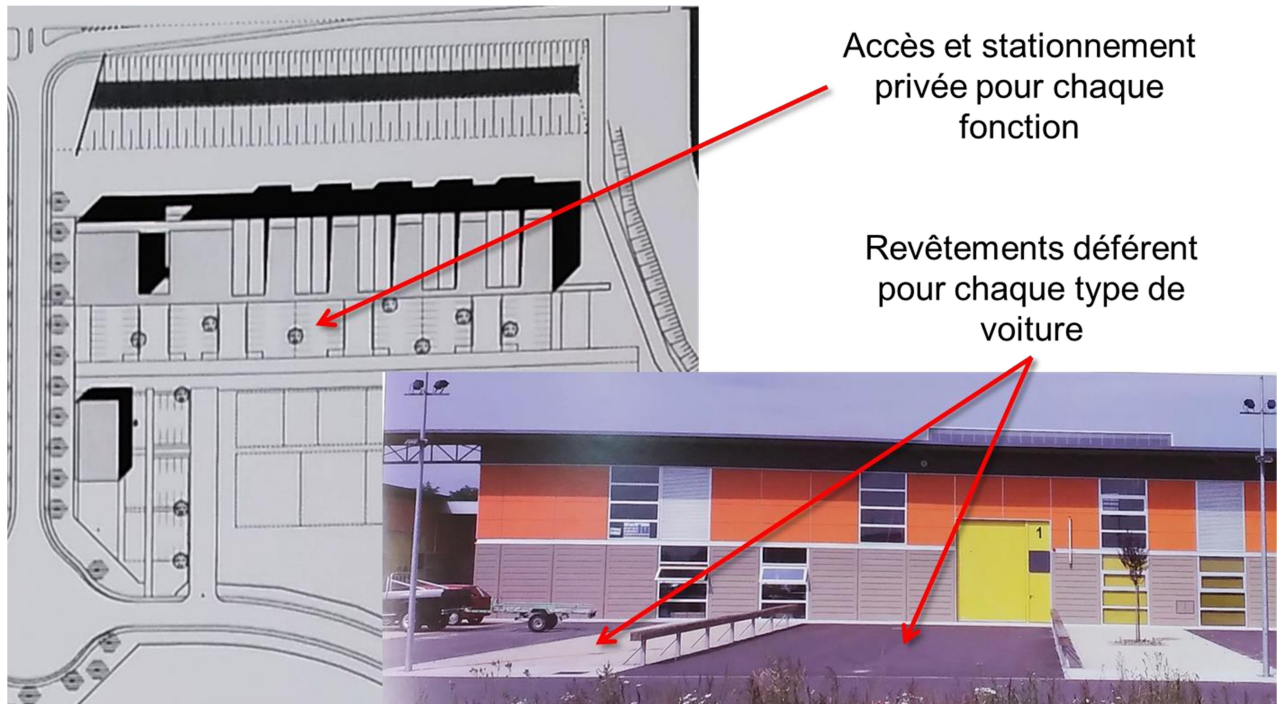 Accès et stationnement
privée pour chaque
fonction
Revêtements déférent
pour chaque type de
voiture
1